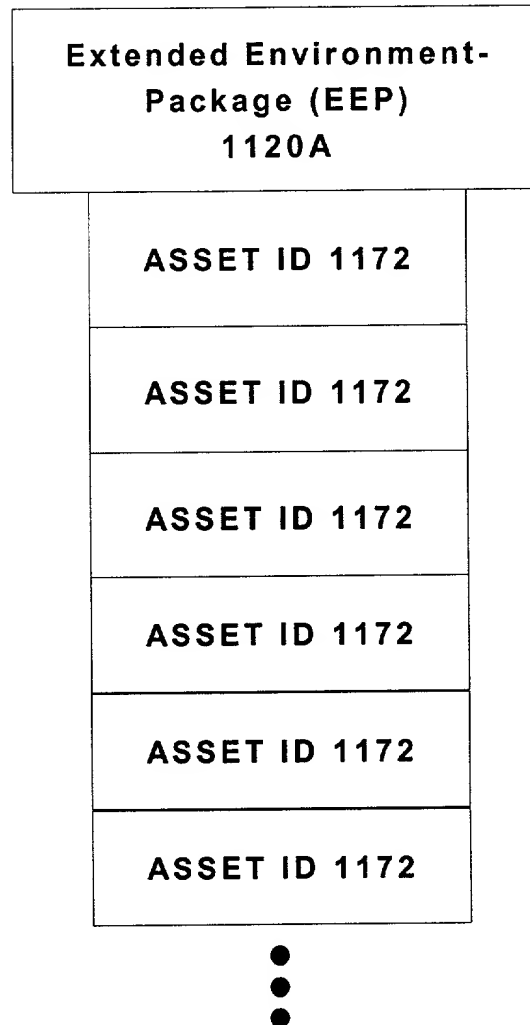 Extended Environment-
Package (EEP)
1120A
ASSET ID 1172
ASSET ID 1172
ASSET ID 1172
ASSET ID 1172
ASSET ID 1172
ASSET ID 1172